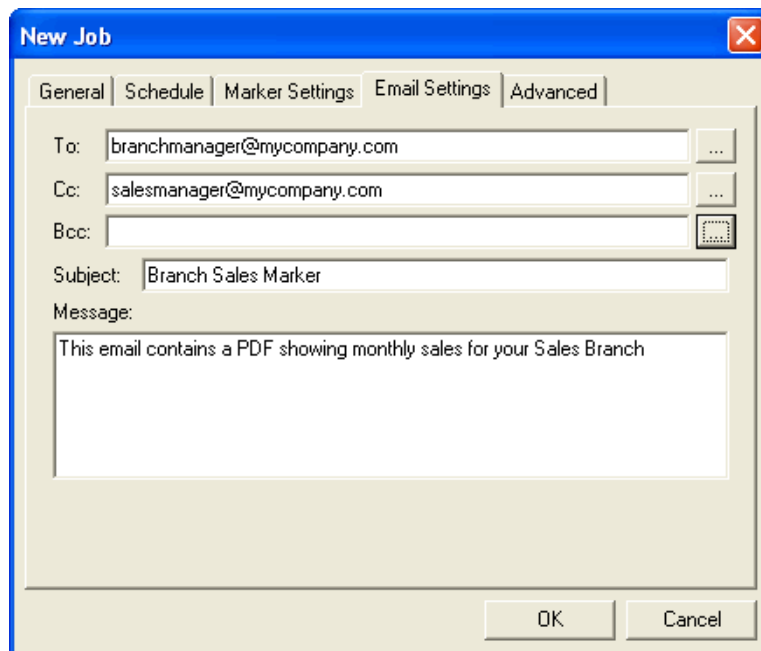 New Job
General Schedule Marker Settings Email Settings Advanced
To: branchmanager@mycompany.com ...
Cc: salesmanager@mycompany.com ...
Bcc: ...
Subject: Branch Sales Marker
Message:
This email contains a PDF showing monthly sales for your Sales Branch
OK Cancel